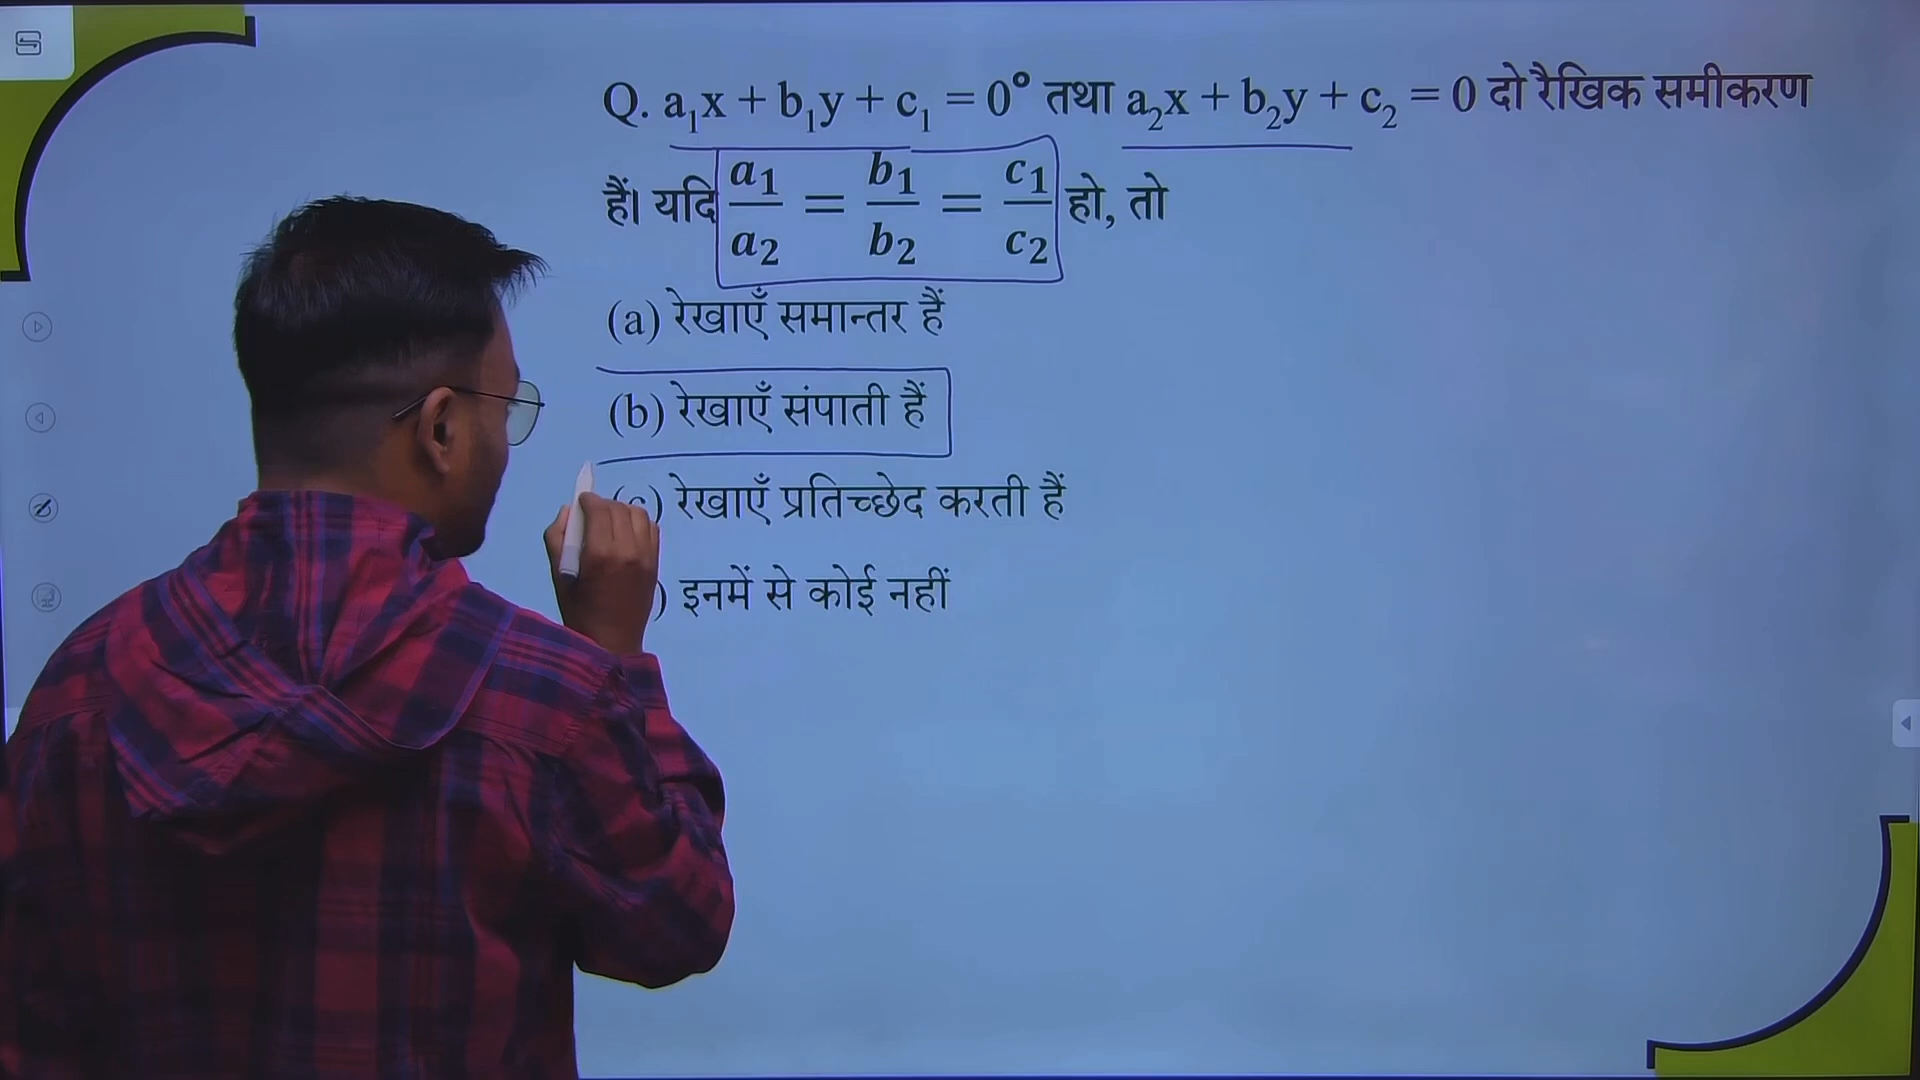 Q. a₁x + b₁y + c₁ = 0° तथा a₂x + b₂y + c₂ = 0 दो रैखिक समीकरण
हैं। यदि a₁/a₂ = b₁/b₂ = c₁/c₂ हो, तो
(a) रेखाएँ समान्तर हैं
(b) रेखाएँ संपाती हैं
(c) रेखाएँ प्रतिच्छेद करती हैं
) इनमें से कोई नहीं